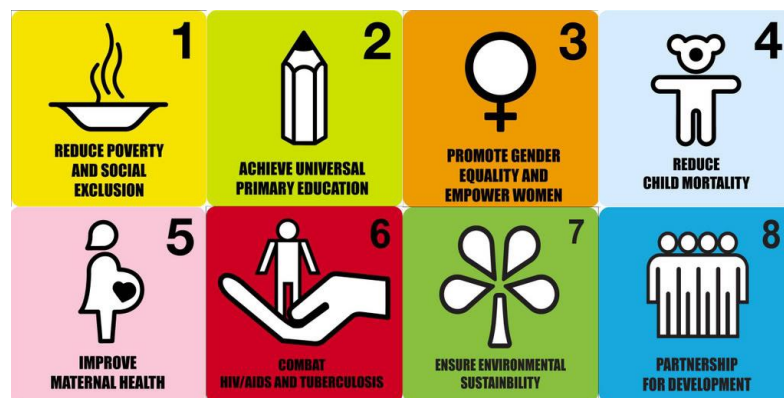 1
REDUCE POVERTY
AND SOCIAL
EXCLUSION
2
ACHIEVE UNIVERSAL
PRIMARY EDUCATION
3
PROMOTE GENDER
EQUALITY AND
EMPOWER WOMEN
4
REDUCE
CHILD MORTALITY
5
IMPROVE
MATERNAL HEALTH
6
COMBAT
HIV/AIDS AND TUBERCULOSIS
7
ENSURE ENVIRONMENTAL
SUSTAINBILITY
8
PARTNERSHIP
FOR DEVELOPMENT